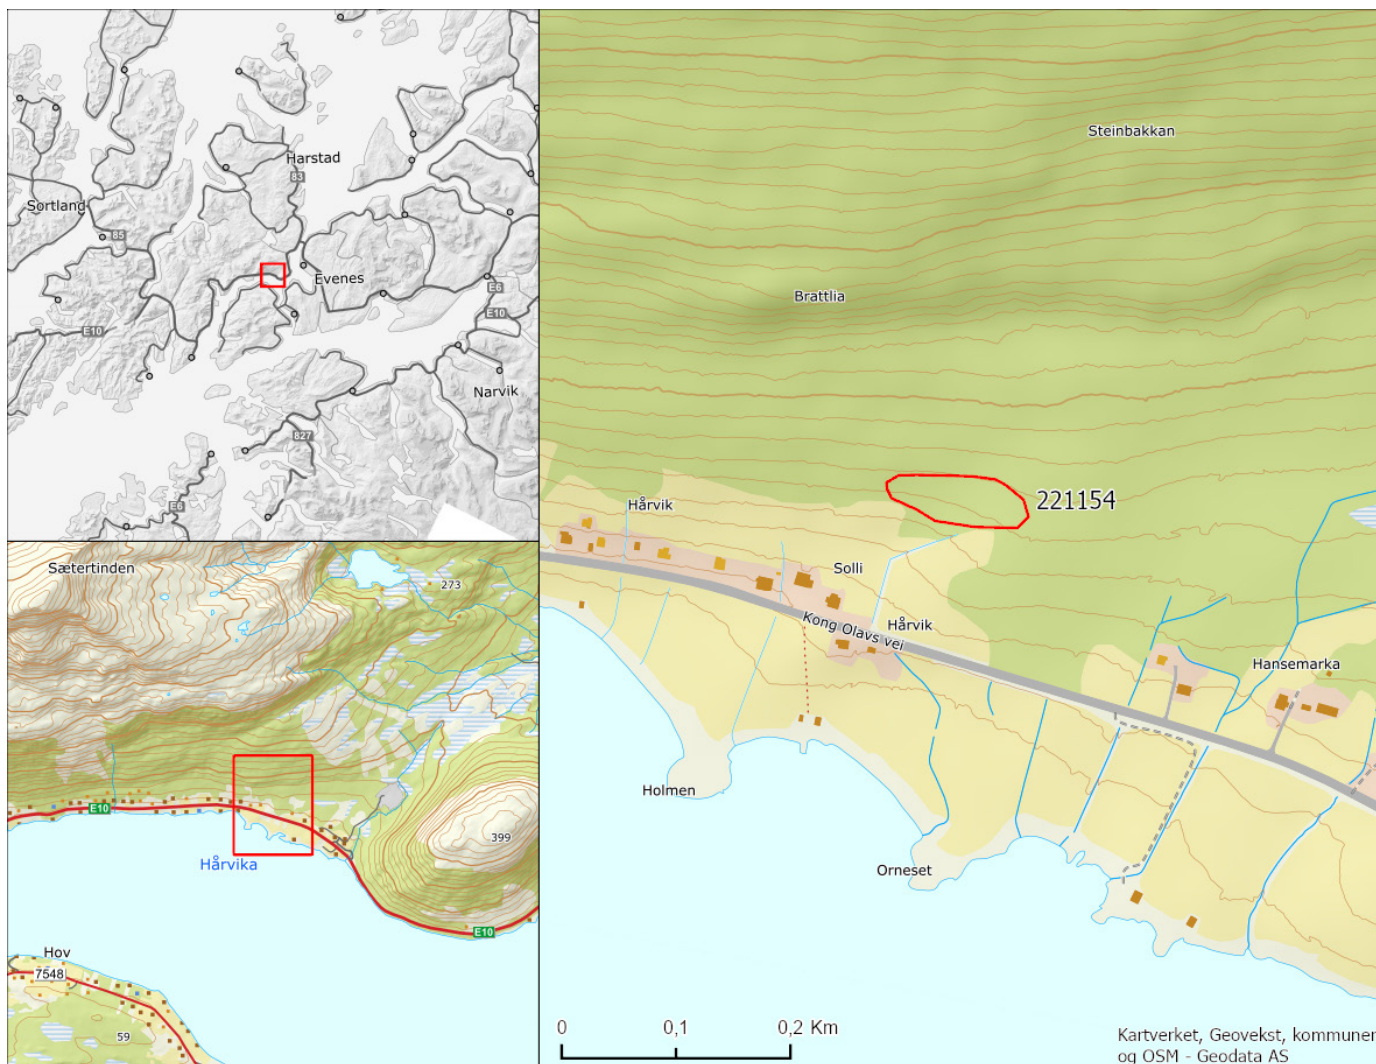 Harstad
83
Sortland
85
Evenes
E6
E10
E10
Narvik
827
E6
Sætertinden
273
E10
399
Hårvika
E10
Hov
7548
59
Steinbakkan
Brattlia
221154
Hårvik
Solli
Kong Olavs vei
Hårvik
Hansemarka
Holmen
Orneset
0 0,1 0,2 Km
Kartverket, Geovekst, kommuner
og OSM - Geodata AS